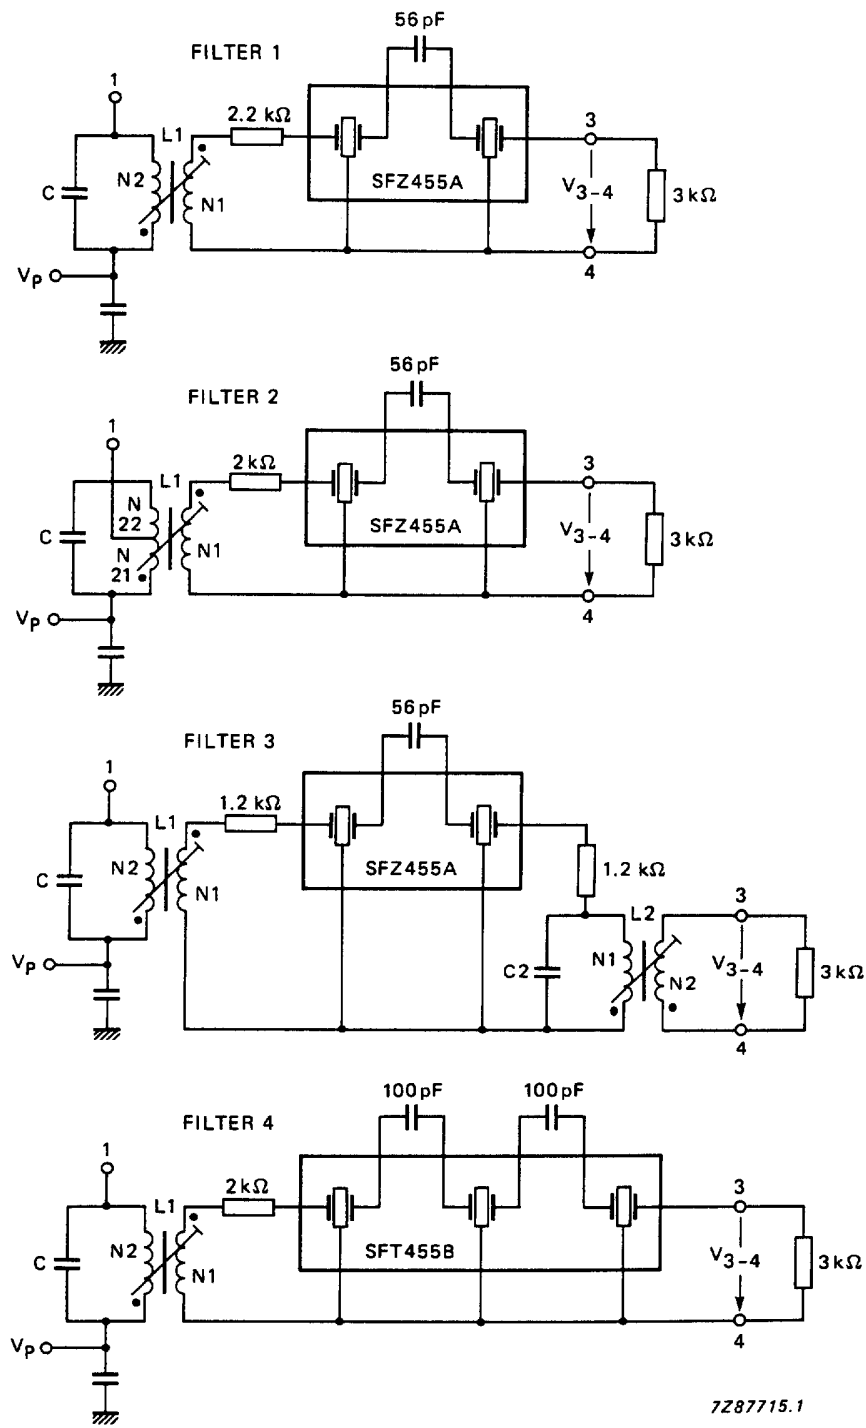 56 pF
FILTER 1
1
L1
2.2 kΩ
3
C
N2
N1
SFZ455A
V3-4
3 kΩ
VP
4
56 pF
FILTER 2
1
L1
2 kΩ
3
N
22
C
N
21
N1
SFZ455A
V3-4
3 kΩ
VP
4
56 pF
FILTER 3
1
L1
1.2 kΩ
C
N2
N1
SFZ455A
1.2 kΩ
L2
3
VP
C2
N1
N2
V3-4
3 kΩ
4
100 pF 100 pF
FILTER 4
1
L1
2 kΩ
3
C
N2
N1
SFT455B
V3-4
3 kΩ
VP
4
7Z87715.1